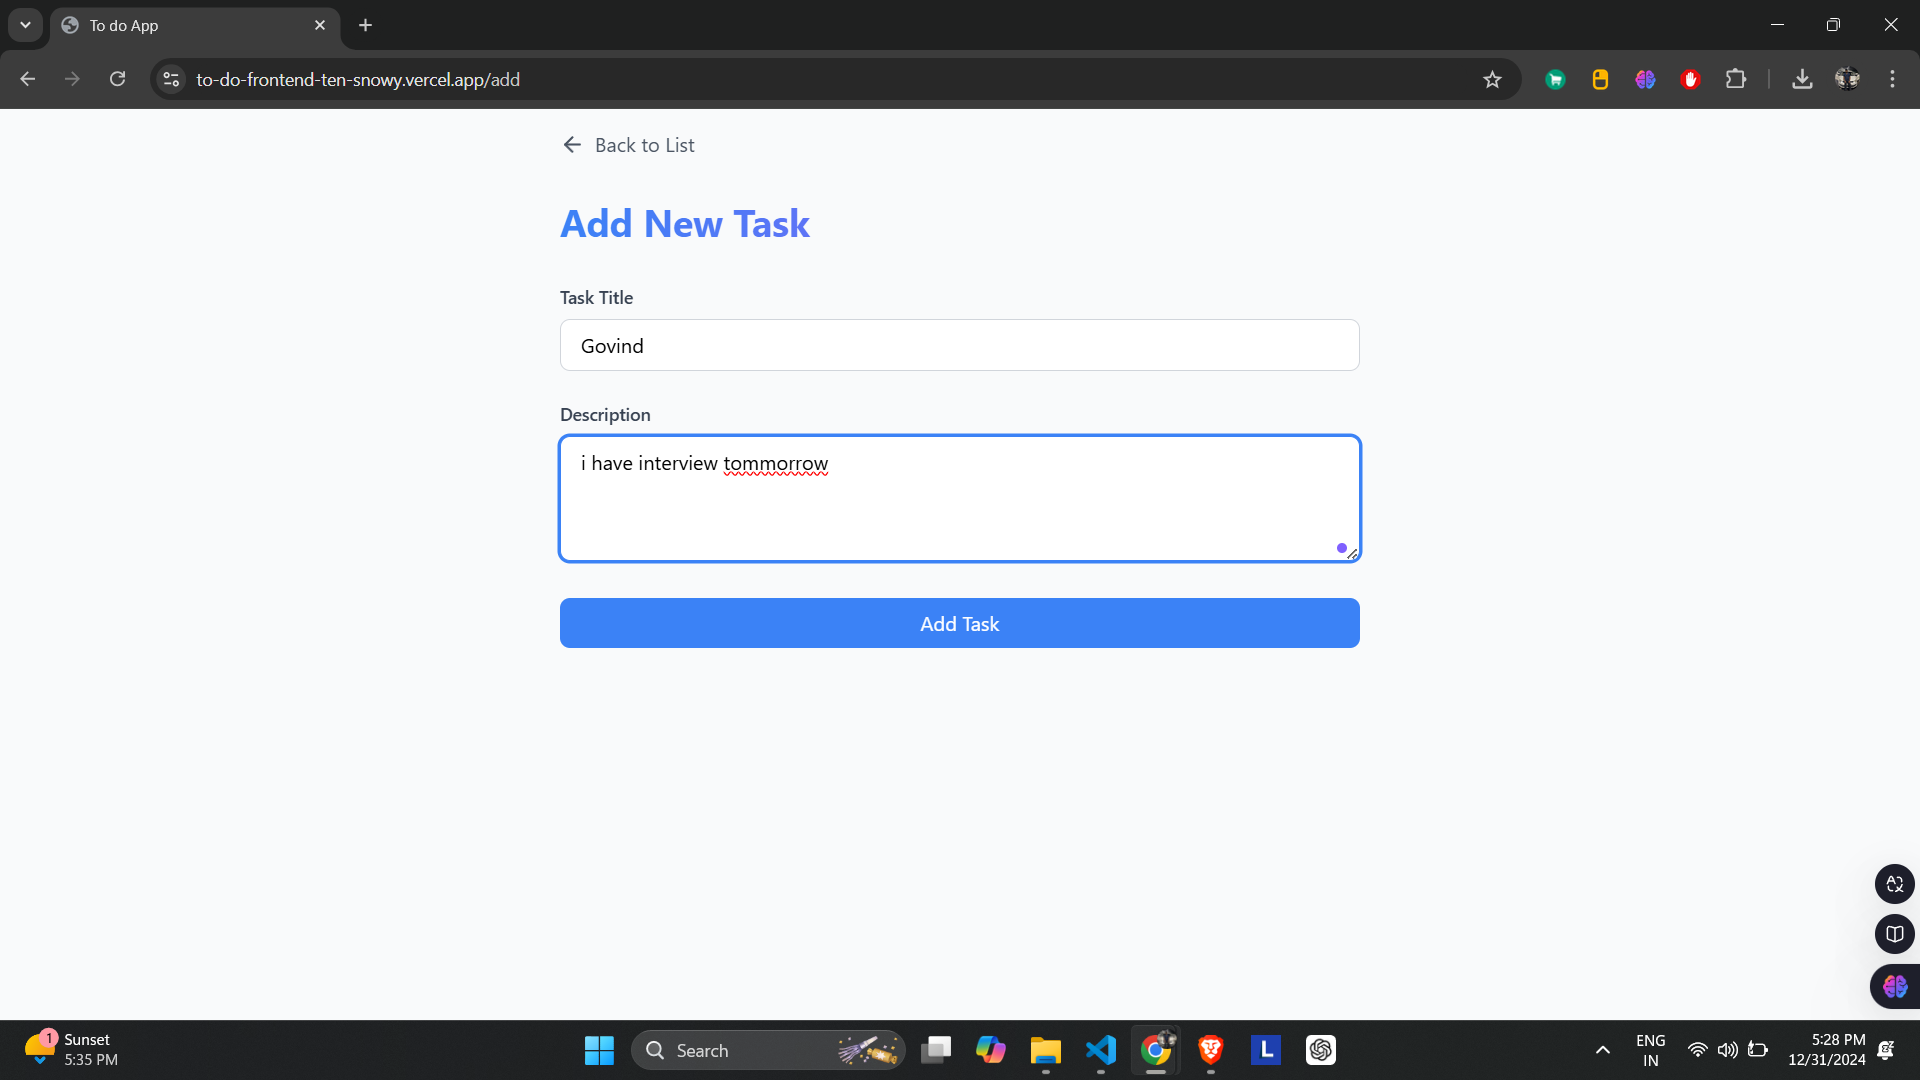 To do App
to-do-frontend-ten-snowy.vercel.app/add
Back to List
Add New Task
Task Title
Govind
Description
i have interview tommorrow
Add Task
1
Sunset
5:35 PM
Search
L
ENG
IN
5:28 PM
12/31/2024